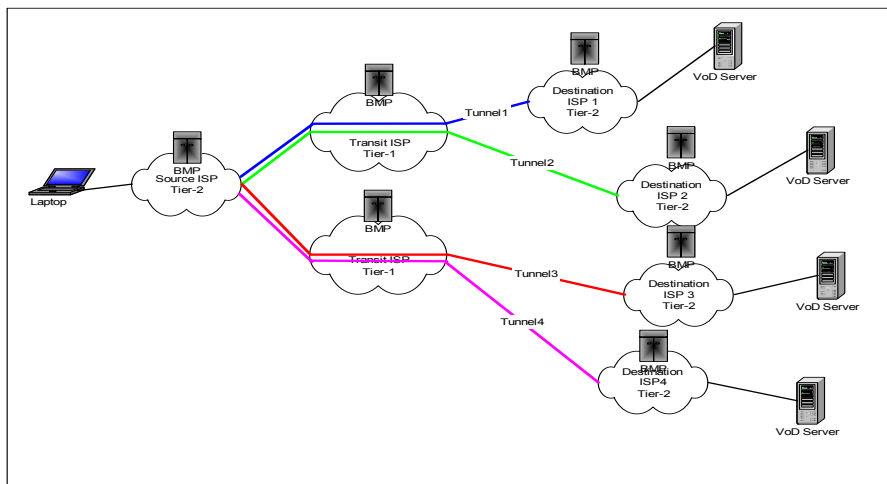 BMP
Destination
ISP 1
Tier-2
VoD Server
BMP
Transit ISP
Tier-1
Tunnel1
BMP
Source ISP
Tier-2
Laptop
Tunnel2
BMP
Destination
ISP 2
Tier-2
VoD Server
BMP
Transit ISP
Tier-1
Tunnel3
BMP
Destination
ISP 3
Tier-2
VoD Server
Tunnel4
BMP
Destination
ISP4
Tier-2
VoD Server